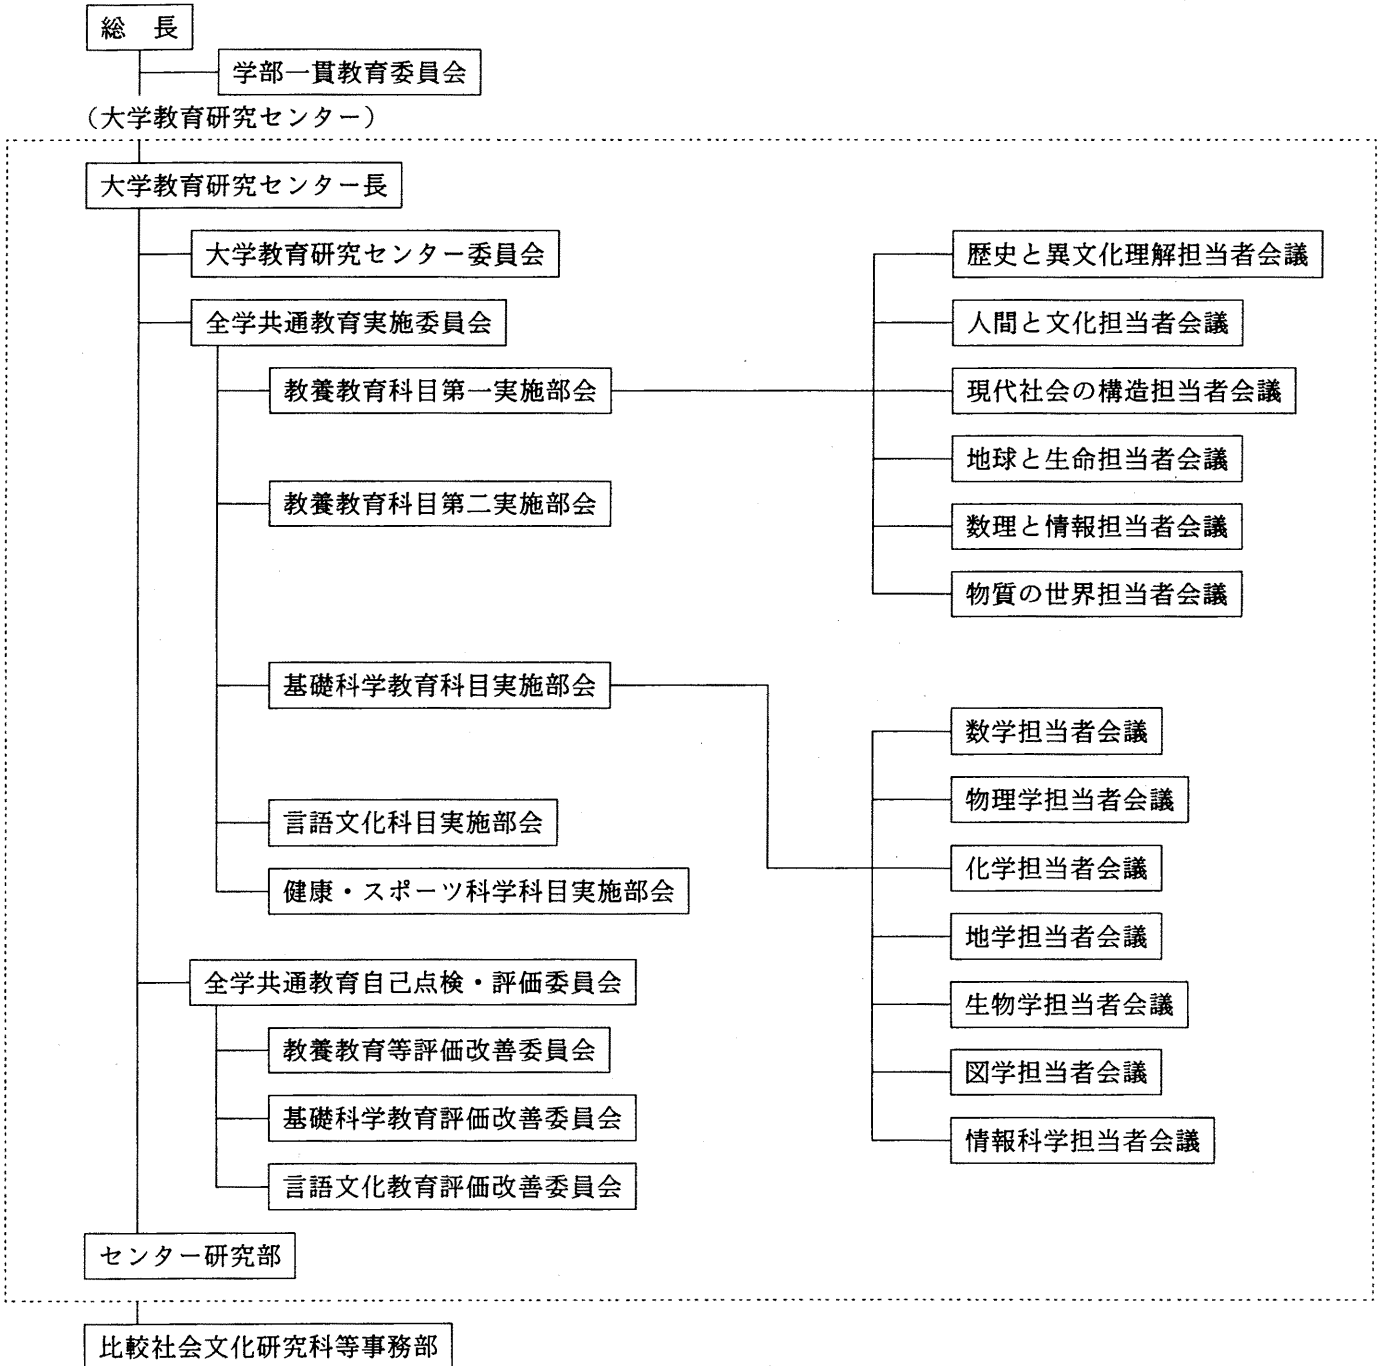 総　長
学部一貫教育委員会
（大学教育研究センター）
大学教育研究センター長
大学教育研究センター委員会
全学共通教育実施委員会
教養教育科目第一実施部会
歴史と異文化理解担当者会議
人間と文化担当者会議
現代社会の構造担当者会議
地球と生命担当者会議
数理と情報担当者会議
物質の世界担当者会議
教養教育科目第二実施部会
基礎科学教育科目実施部会
数学担当者会議
物理学担当者会議
化学担当者会議
地学担当者会議
生物学担当者会議
図学担当者会議
情報科学担当者会議
言語文化科目実施部会
健康・スポーツ科学科目実施部会
全学共通教育自己点検・評価委員会
教養教育等評価改善委員会
基礎科学教育評価改善委員会
言語文化教育評価改善委員会
センター研究部
比較社会文化研究科等事務部